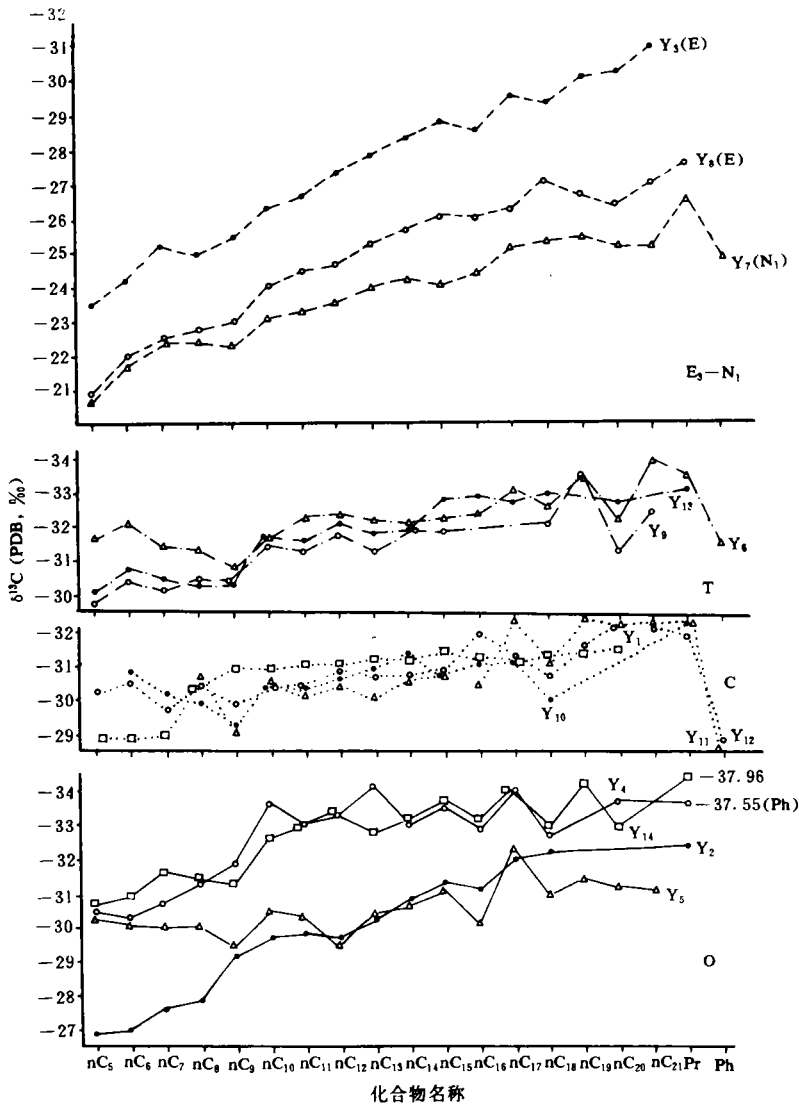 −32
−31
−30
−29
−28
−27
−26
−25
−24
−23
−22
−21
Y₃(E)
Y₈(E)
Y₇(N₁)
E₃−N₁
δ¹³C (PDB, ‰)
−34
−33
−32
−31
−30
Y₁₃
Y₉
Y₆
T
−32
−31
−30
−29
Y₁
C
Y₁₀
Y₁₁
Y₁₂
−34
−33
−32
−31
−30
−29
−28
−27
Y₄
−37.96
−37.55(Ph)
Y₁₄
Y₂
Y₅
O
nC₅ nC₆ nC₇ nC₈ nC₉ nC₁₀ nC₁₁ nC₁₂ nC₁₃ nC₁₄ nC₁₅ nC₁₆ nC₁₇ nC₁₈ nC₁₉ nC₂₀ nC₂₁ Pr Ph
化合物名称